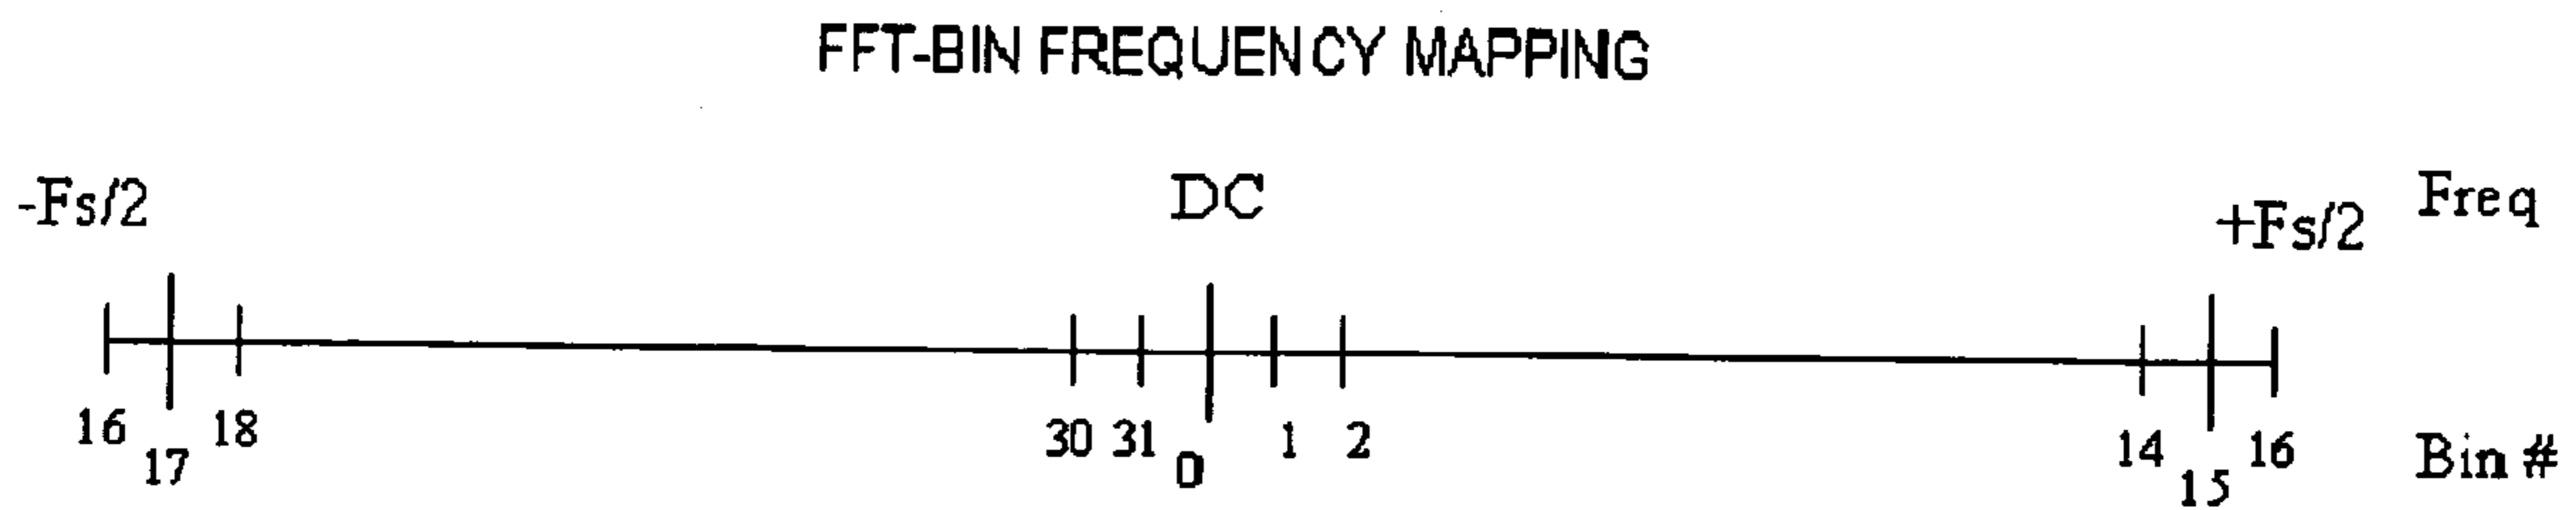 FFT-BIN FREQUENCY MAPPING
-Fs/2 DC +Fs/2 Freq
16 17 18 30 31 0 1 2 14 15 16 Bin #